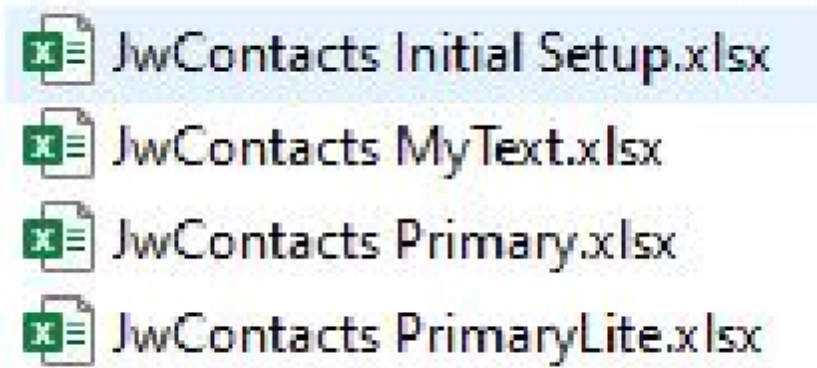 JwContacts Initial Setup.xlsx
JwContacts MyText.xlsx
JwContacts Primary.xlsx
JwContacts PrimaryLite.xlsx